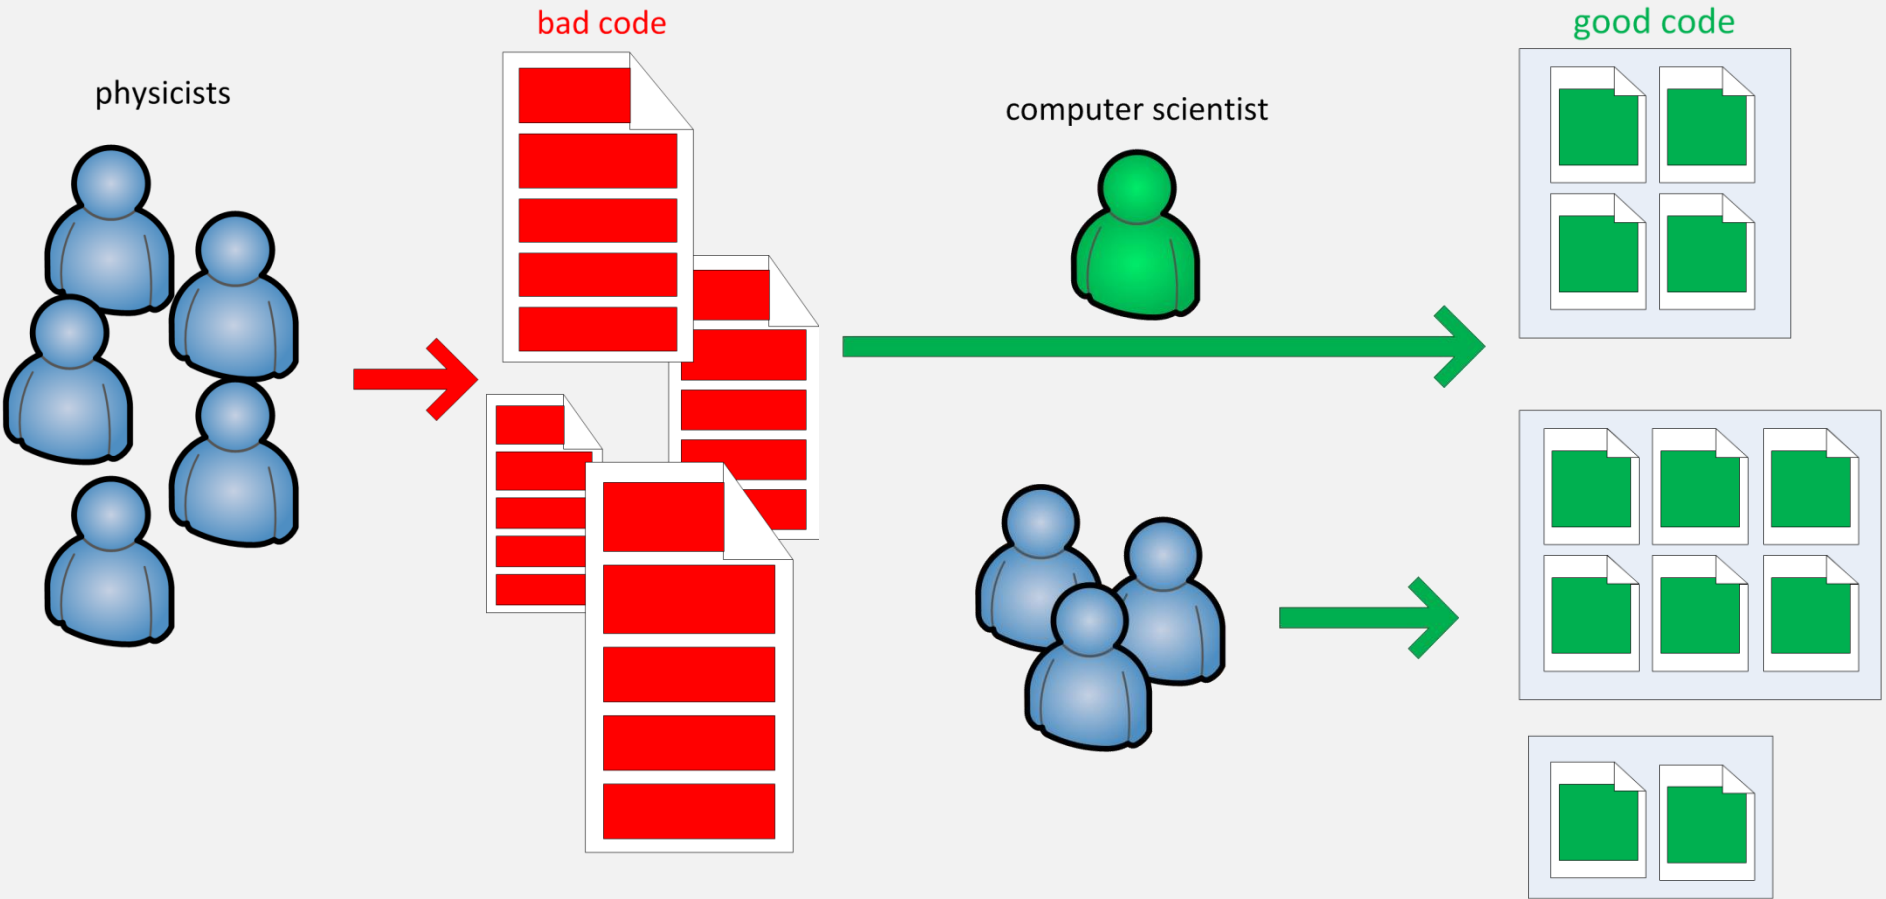 bad code
good code
physicists
computer scientist